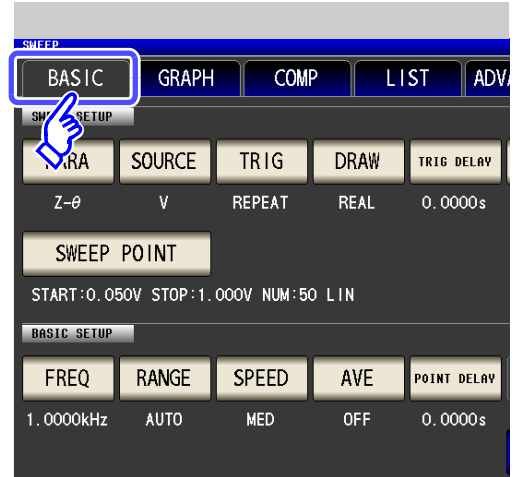 SWEEP
BASIC GRAPH COMP LIST
SETUP
SOURCE TRIG DRAW TRIG DELAY
Z-θ V REPEAT REAL 0.0000s
SWEEP POINT
START:0.050V STOP:1.000V NUM:50 LIN
BASIC SETUP
FREQ RANGE SPEED AVE POINT DELAY
1.0000kHz AUTO MED OFF 0.0000s